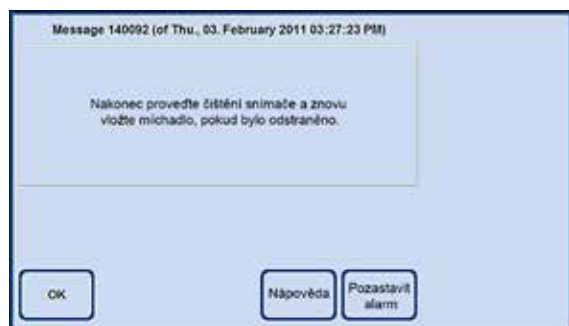 Message 140092 (of Thu., 03. February 2011 03:27:23 PM)
Nakonec proveďte čištění snímače a znovu
vložte míchadlo, pokud bylo odstraněno.
OK
Nápověda
Pozastavit
alarm